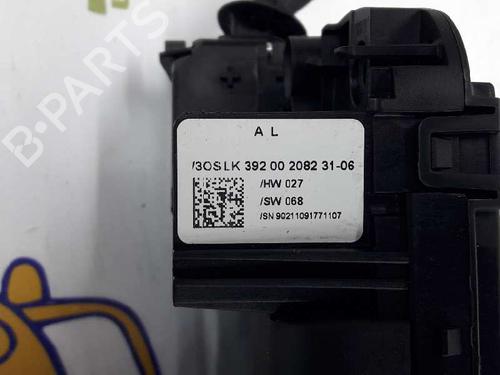 B-PARTS
A L
/3OSLK 392 00 2082 31-06
/HW 027
/SW 068
/SN 90211091771107